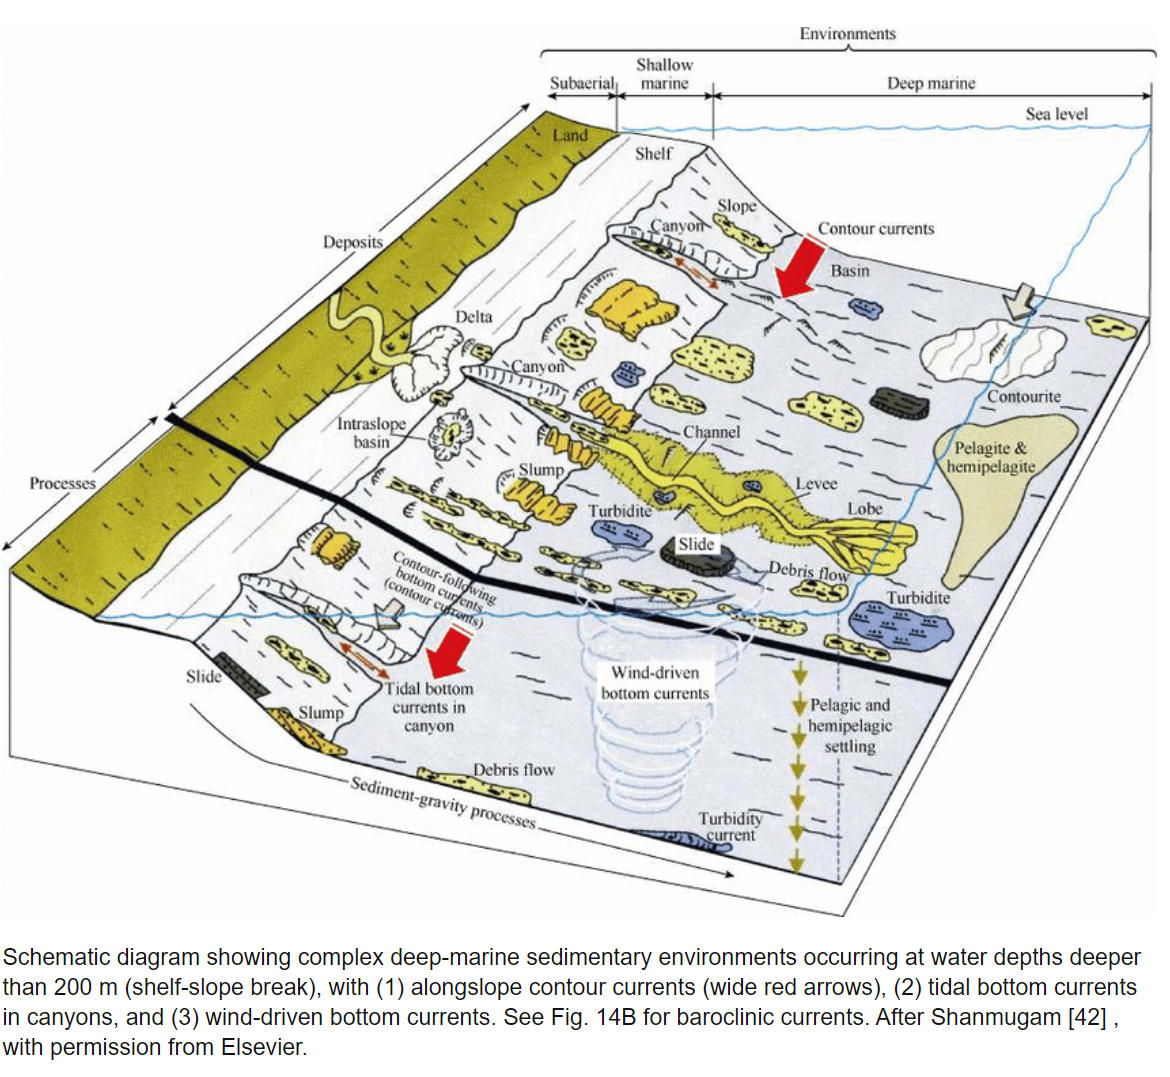 Environments
Subaerial
Shallow
marine
Deep marine
Sea level
Land
Shelf
Slope
Canyon
Contour currents
Basin
Deposits
Delta
Canyon
Contourite
Intraslope
basin
Channel
Pelagite &
hemipelagite
Processes
Slump
Levee
Turbidite
Lobe
Slide
Debris flow
Contour-following
bottom currents
(contour currents)
Turbidite
Wind-driven
bottom currents
Slide
Tidal bottom
currents in
canyon
Slump
Pelagic and
hemipelagic
settling
Debris flow
Sediment-gravity processes
Turbidity
current
Schematic diagram showing complex deep-marine sedimentary environments occurring at water depths deeper
than 200 m (shelf-slope break), with (1) alongslope contour currents (wide red arrows), (2) tidal bottom currents
in canyons, and (3) wind-driven bottom currents. See Fig. 14B for baroclinic currents. After Shanmugam [42] ,
with permission from Elsevier.